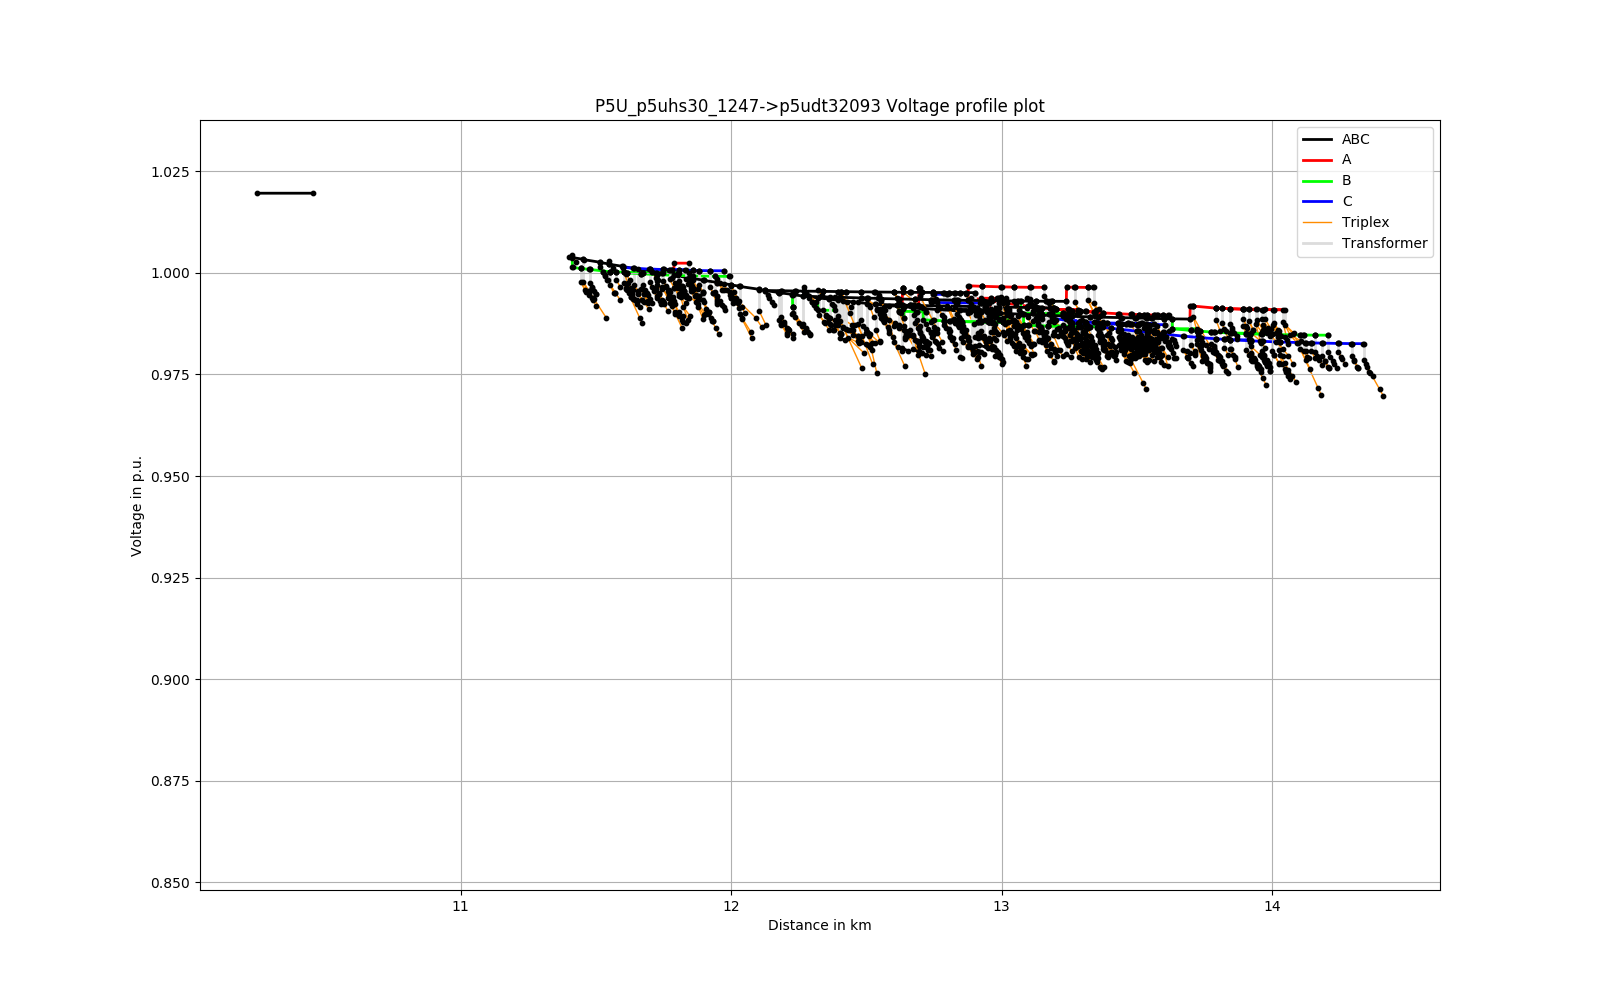 P5U_p5uhs30_1247->p5udt32093 Voltage profile plot
ABC
A
B
C
Triplex
Transformer
1.025
1.000
0.975
0.950
0.925
0.900
0.875
0.850
Voltage in p.u.
11 12 13 14
Distance in km